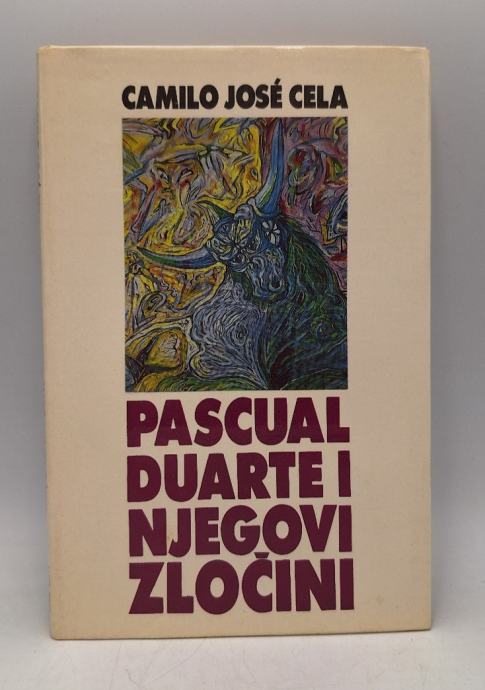 CAMILO JOSÉ CELA
PASCUAL
DUARTE I
NJEGOVI
ZLOČINI